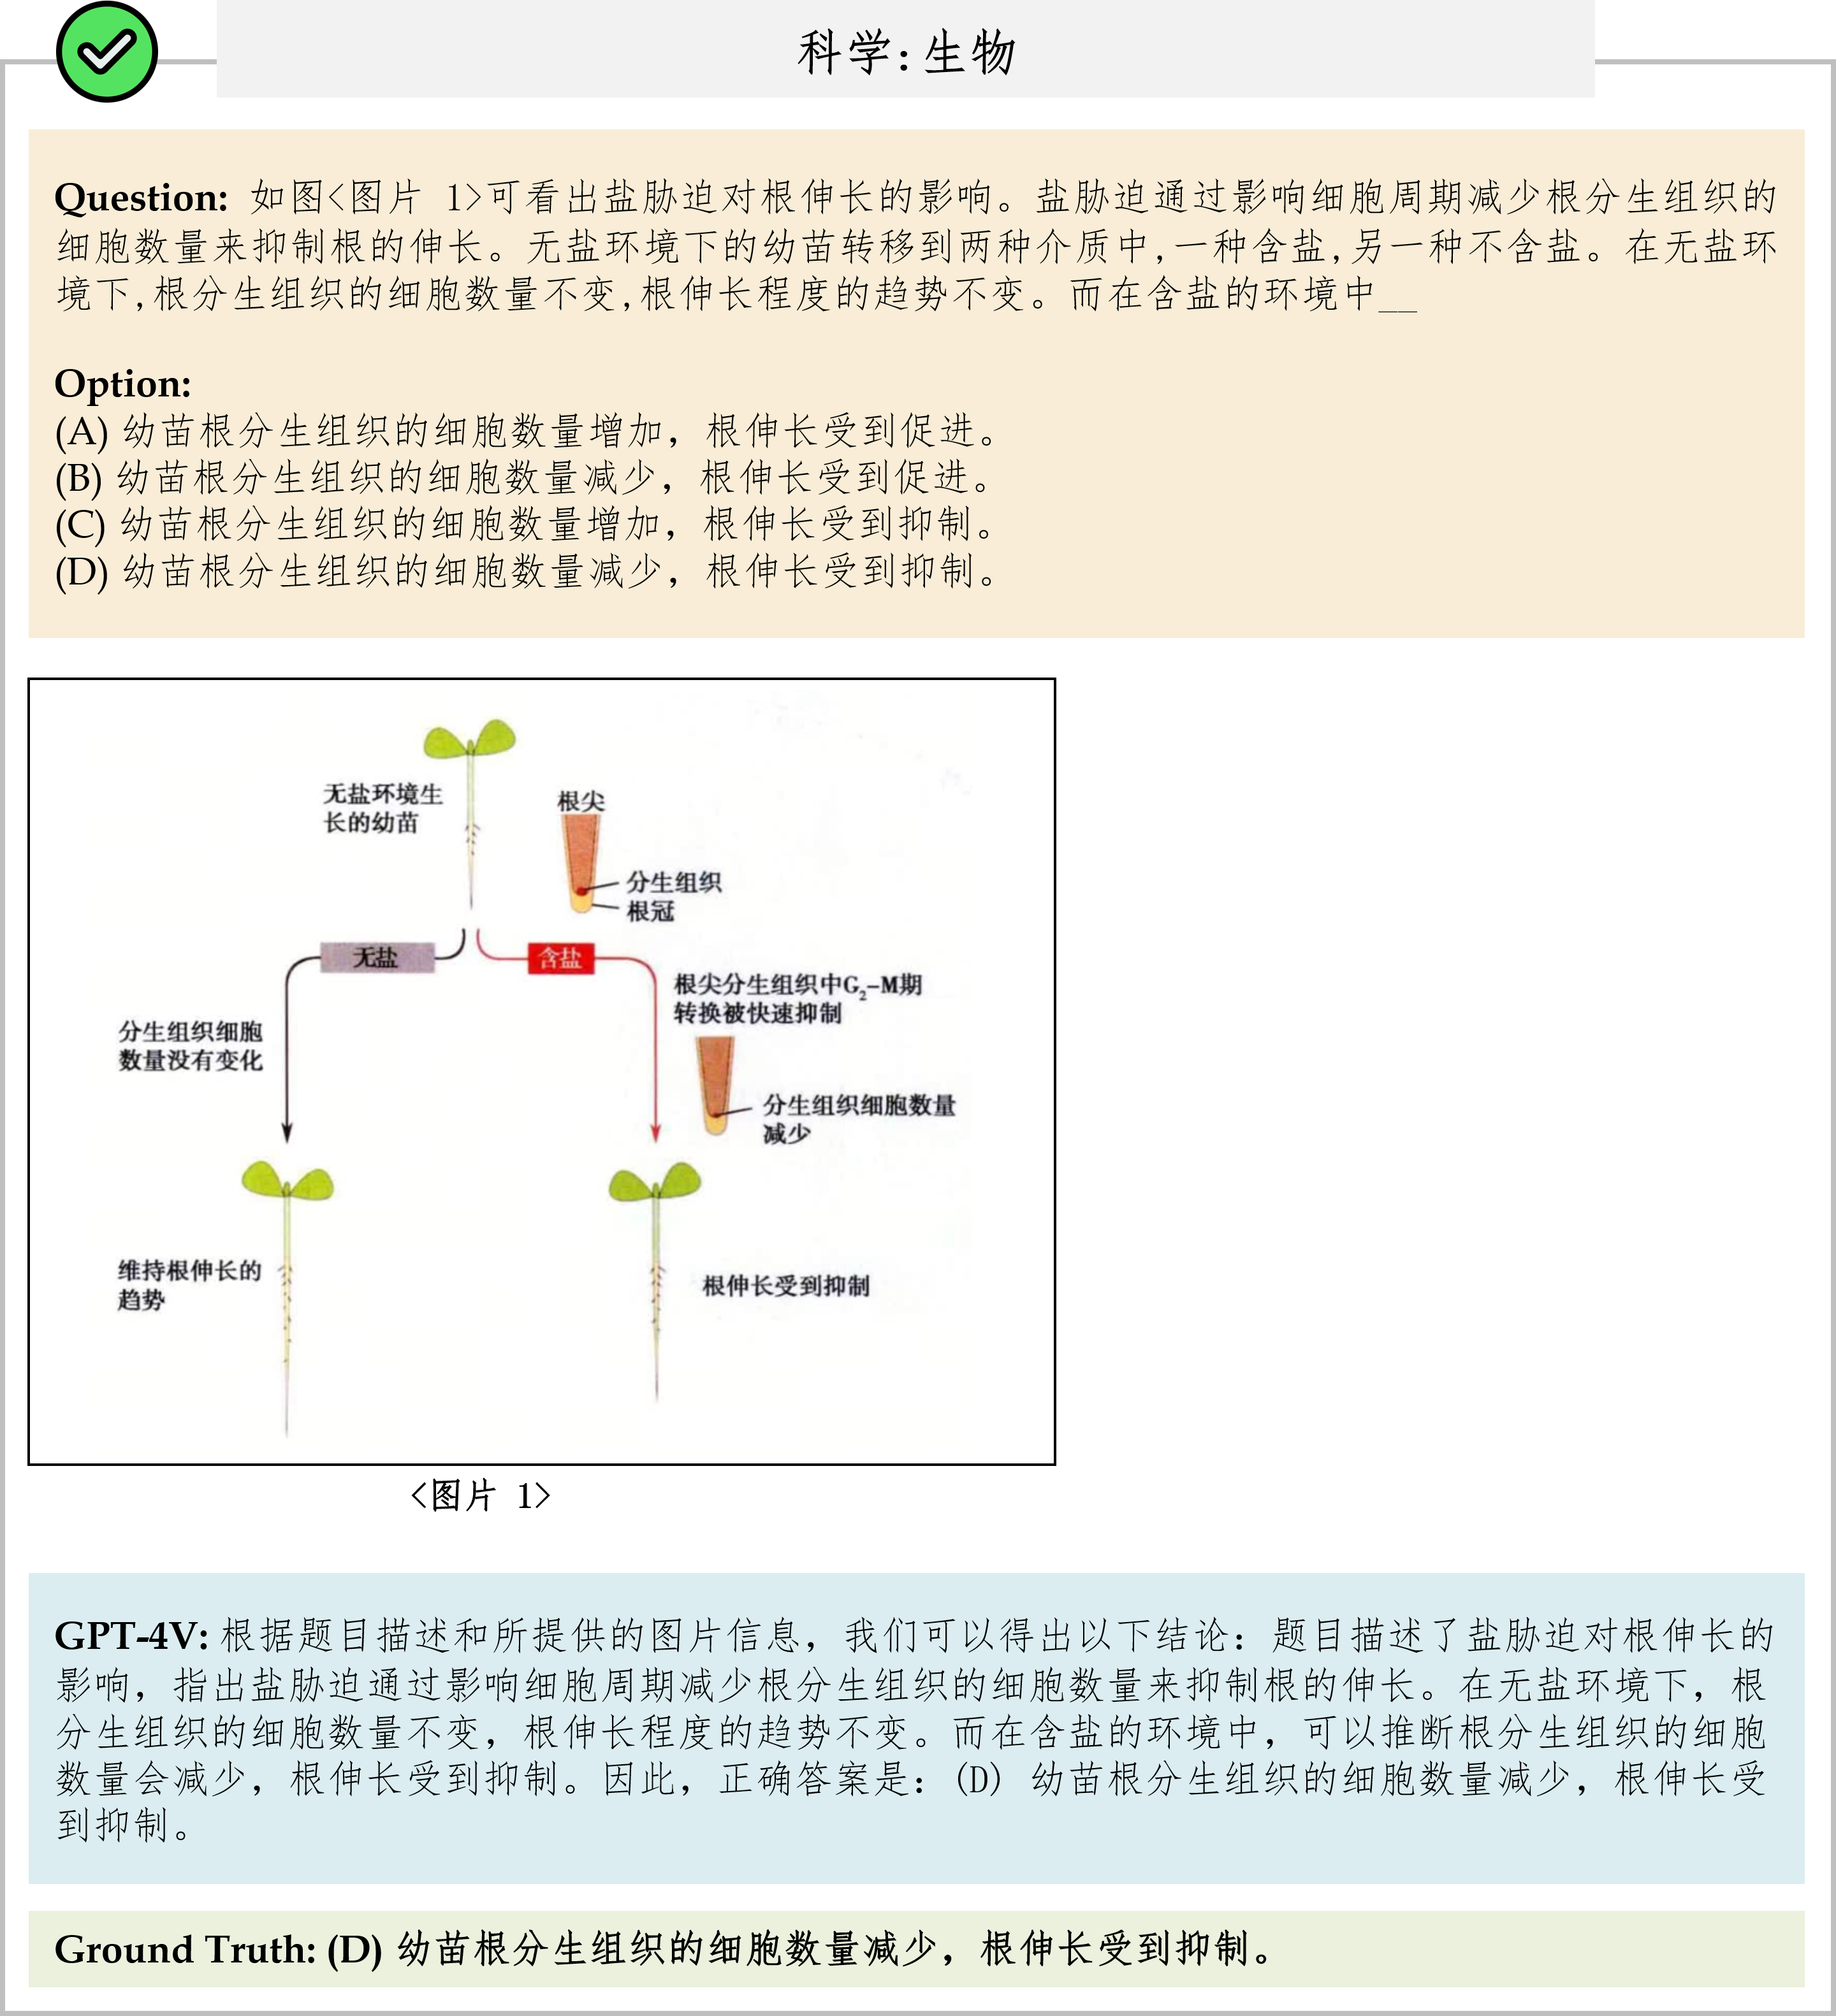 科学:生物
Question: 如图<图片 1>可看出盐胁迫对根伸长的影响。盐胁迫通过影响细胞周期减少根分生组织的
细胞数量来抑制根的伸长。无盐环境下的幼苗转移到两种介质中,一种含盐,另一种不含盐。在无盐环
境下,根分生组织的细胞数量不变,根伸长程度的趋势不变。而在含盐的环境中__
Option:
(A) 幼苗根分生组织的细胞数量增加，根伸长受到促进。
(B) 幼苗根分生组织的细胞数量减少，根伸长受到促进。
(C) 幼苗根分生组织的细胞数量增加，根伸长受到抑制。
(D) 幼苗根分生组织的细胞数量减少，根伸长受到抑制。
无盐环境生
长的幼苗
根尖
分生组织
根冠
无盐
含盐
根尖分生组织中G₂-M期
转换被快速抑制
分生组织细胞
数量没有变化
分生组织细胞数量
减少
维持根伸长的
趋势
根伸长受到抑制
<图片 1>
GPT-4V: 根据题目描述和所提供的图片信息，我们可以得出以下结论：题目描述了盐胁迫对根伸长的
影响，指出盐胁迫通过影响细胞周期减少根分生组织的细胞数量来抑制根的伸长。在无盐环境下，根
分生组织的细胞数量不变，根伸长程度的趋势不变。而在含盐的环境中，可以推断根分生组织的细胞
数量会减少，根伸长受到抑制。因此，正确答案是：(D) 幼苗根分生组织的细胞数量减少，根伸长受
到抑制。
Ground Truth: (D) 幼苗根分生组织的细胞数量减少，根伸长受到抑制。